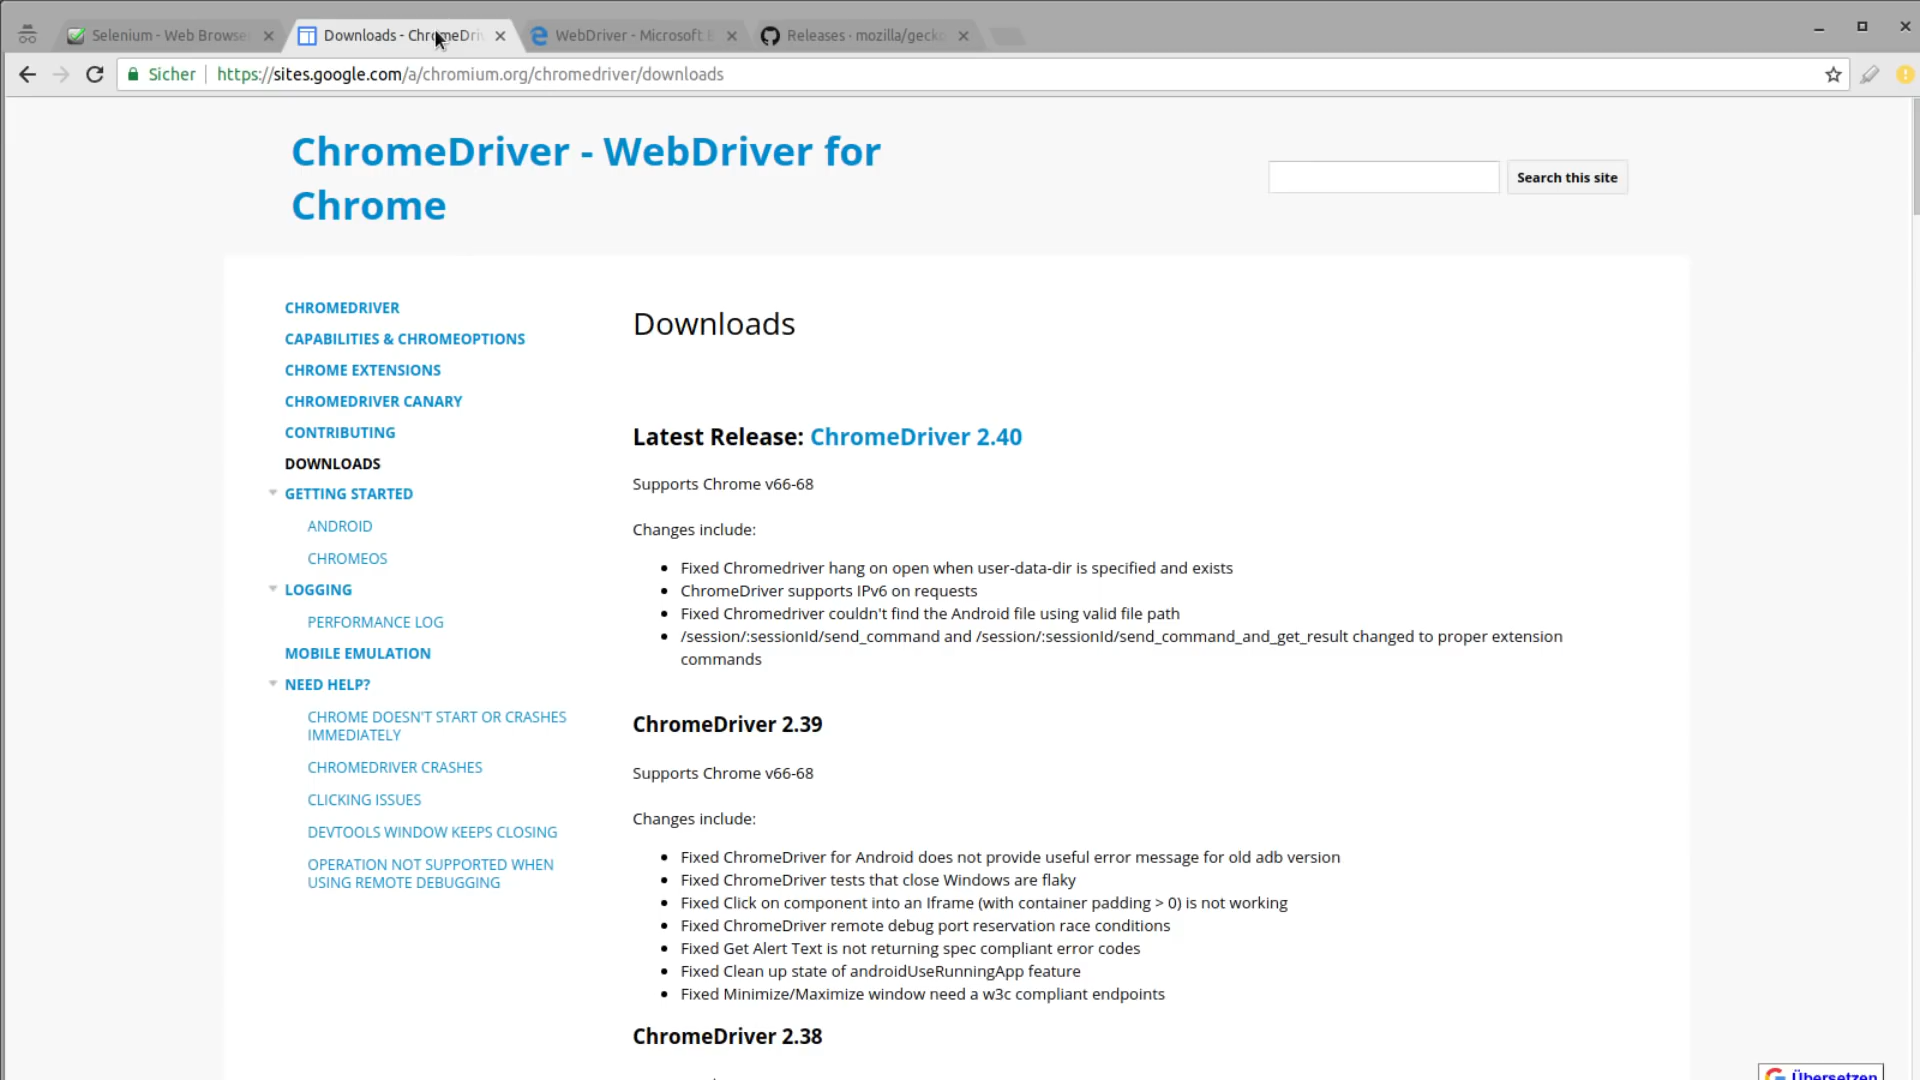 Selenium - Web Browse
Downloads - ChromeDri
WebDriver - Microsoft E
Releases · mozilla/gecko
Sicher
https://sites.google.com/a/chromium.org/chromedriver/downloads
ChromeDriver - WebDriver for
Chrome
Search this site
CHROMEDRIVER
CAPABILITIES & CHROMEOPTIONS
CHROME EXTENSIONS
CHROMEDRIVER CANARY
CONTRIBUTING
DOWNLOADS
GETTING STARTED
ANDROID
CHROMEOS
LOGGING
PERFORMANCE LOG
MOBILE EMULATION
NEED HELP?
CHROME DOESN'T START OR CRASHES
IMMEDIATELY
CHROMEDRIVER CRASHES
CLICKING ISSUES
DEVTOOLS WINDOW KEEPS CLOSING
OPERATION NOT SUPPORTED WHEN
USING REMOTE DEBUGGING
Downloads
Latest Release: ChromeDriver 2.40
Supports Chrome v66-68
Changes include:
• Fixed Chromedriver hang on open when user-data-dir is specified and exists
• ChromeDriver supports IPv6 on requests
• Fixed Chromedriver couldn't find the Android file using valid file path
• /session/:sessionId/send_command and /session/:sessionId/send_command_and_get_result changed to proper extension
commands
ChromeDriver 2.39
Supports Chrome v66-68
Changes include:
• Fixed ChromeDriver for Android does not provide useful error message for old adb version
• Fixed ChromeDriver tests that close Windows are flaky
• Fixed Click on component into an Iframe (with container padding > 0) is not working
• Fixed ChromeDriver remote debug port reservation race conditions
• Fixed Get Alert Text is not returning spec compliant error codes
• Fixed Clean up state of androidUseRunningApp feature
• Fixed Minimize/Maximize window need a w3c compliant endpoints
ChromeDriver 2.38
Übersetzen